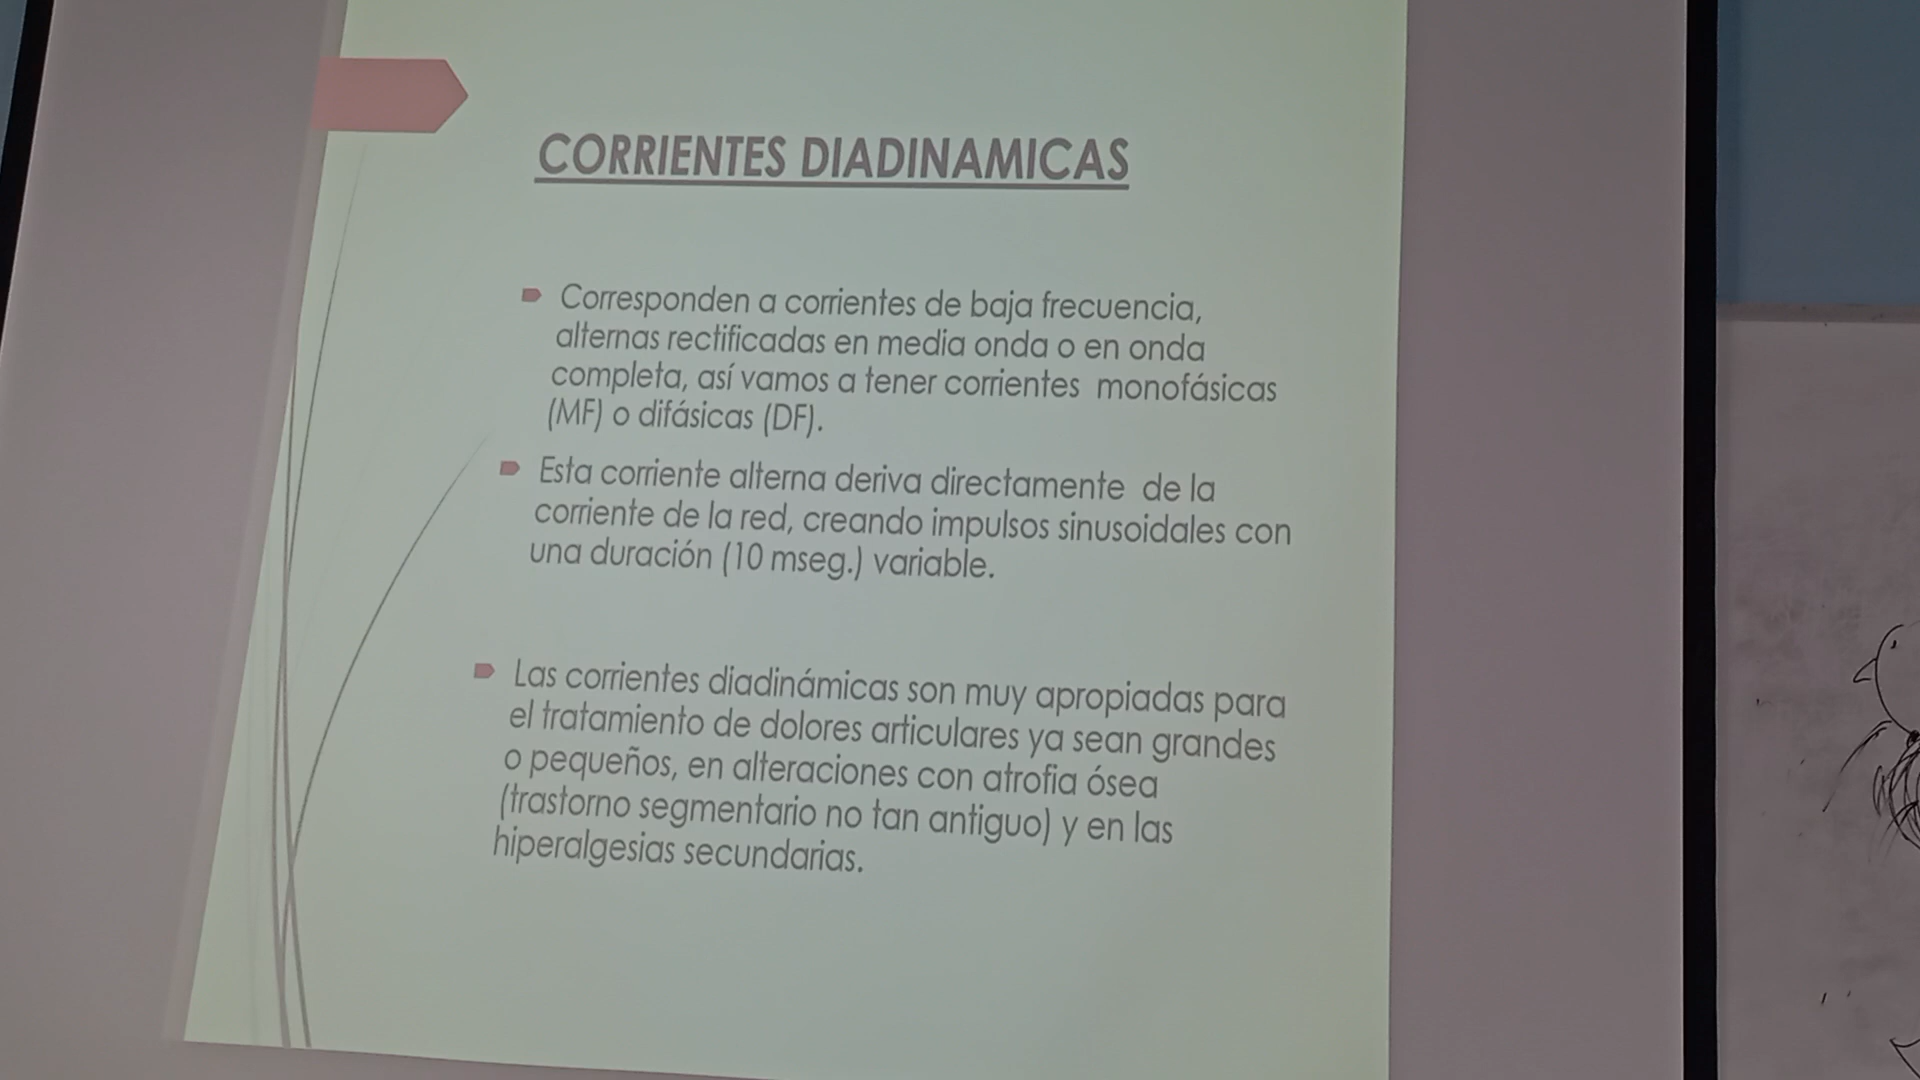 CORRIENTES DIADINAMICAS
Corresponden a corrientes de baja frecuencia,
alternas rectificadas en media onda o en onda
completa, así vamos a tener corrientes monofásicas
(MF) o difásicas (DF).
Esta corriente alterna deriva directamente de la
corriente de la red, creando impulsos sinusoidales con
una duración (10 mseg.) variable.
Las corrientes diadinámicas son muy apropiadas para
el tratamiento de dolores articulares ya sean grandes
o pequeños, en alteraciones con atrofia ósea
(trastorno segmentario no tan antiguo) y en las
hiperalgesias secundarias.